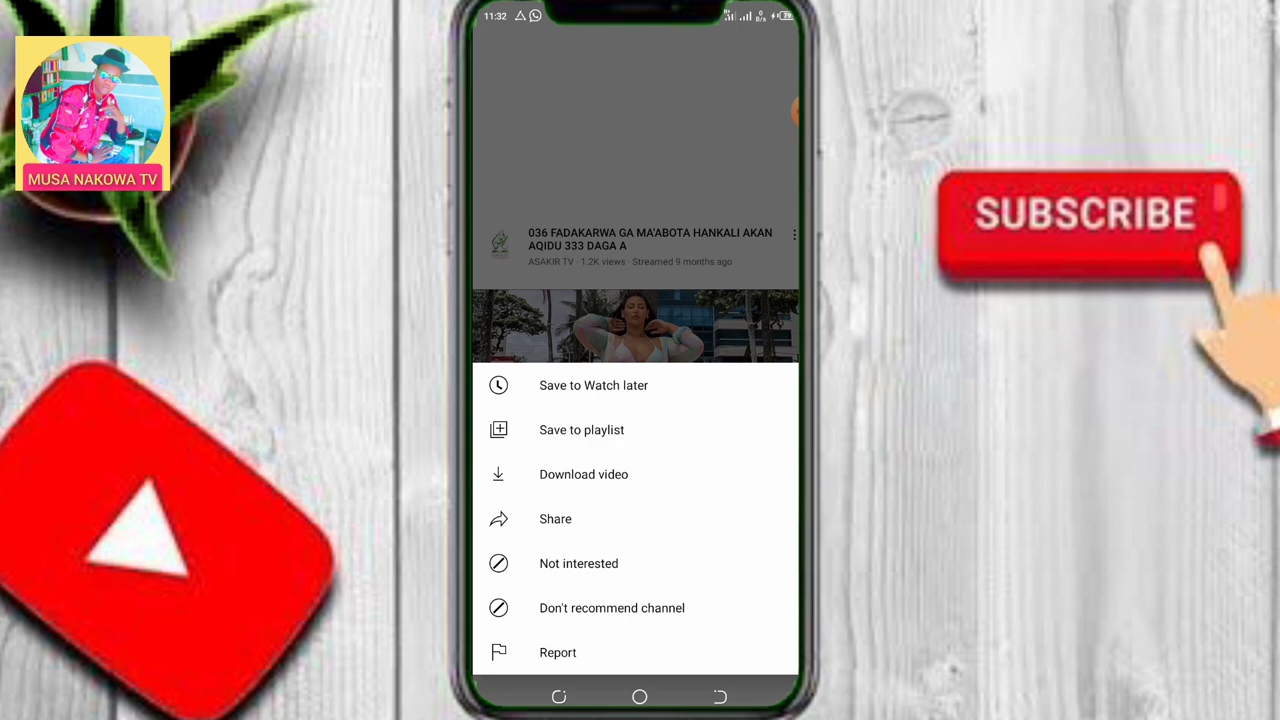 MUSA NAKOWA TV
11:32
0
B/s
79
036 FADAKARWA GA MA'ABOTA HANKALI AKAN
AQIDU 333 DAGA A
ASAKIR TV · 1.2K views · Streamed 9 months ago
Save to Watch later
Save to playlist
Download video
Share
Not interested
Don't recommend channel
Report
SUBSCRIBE